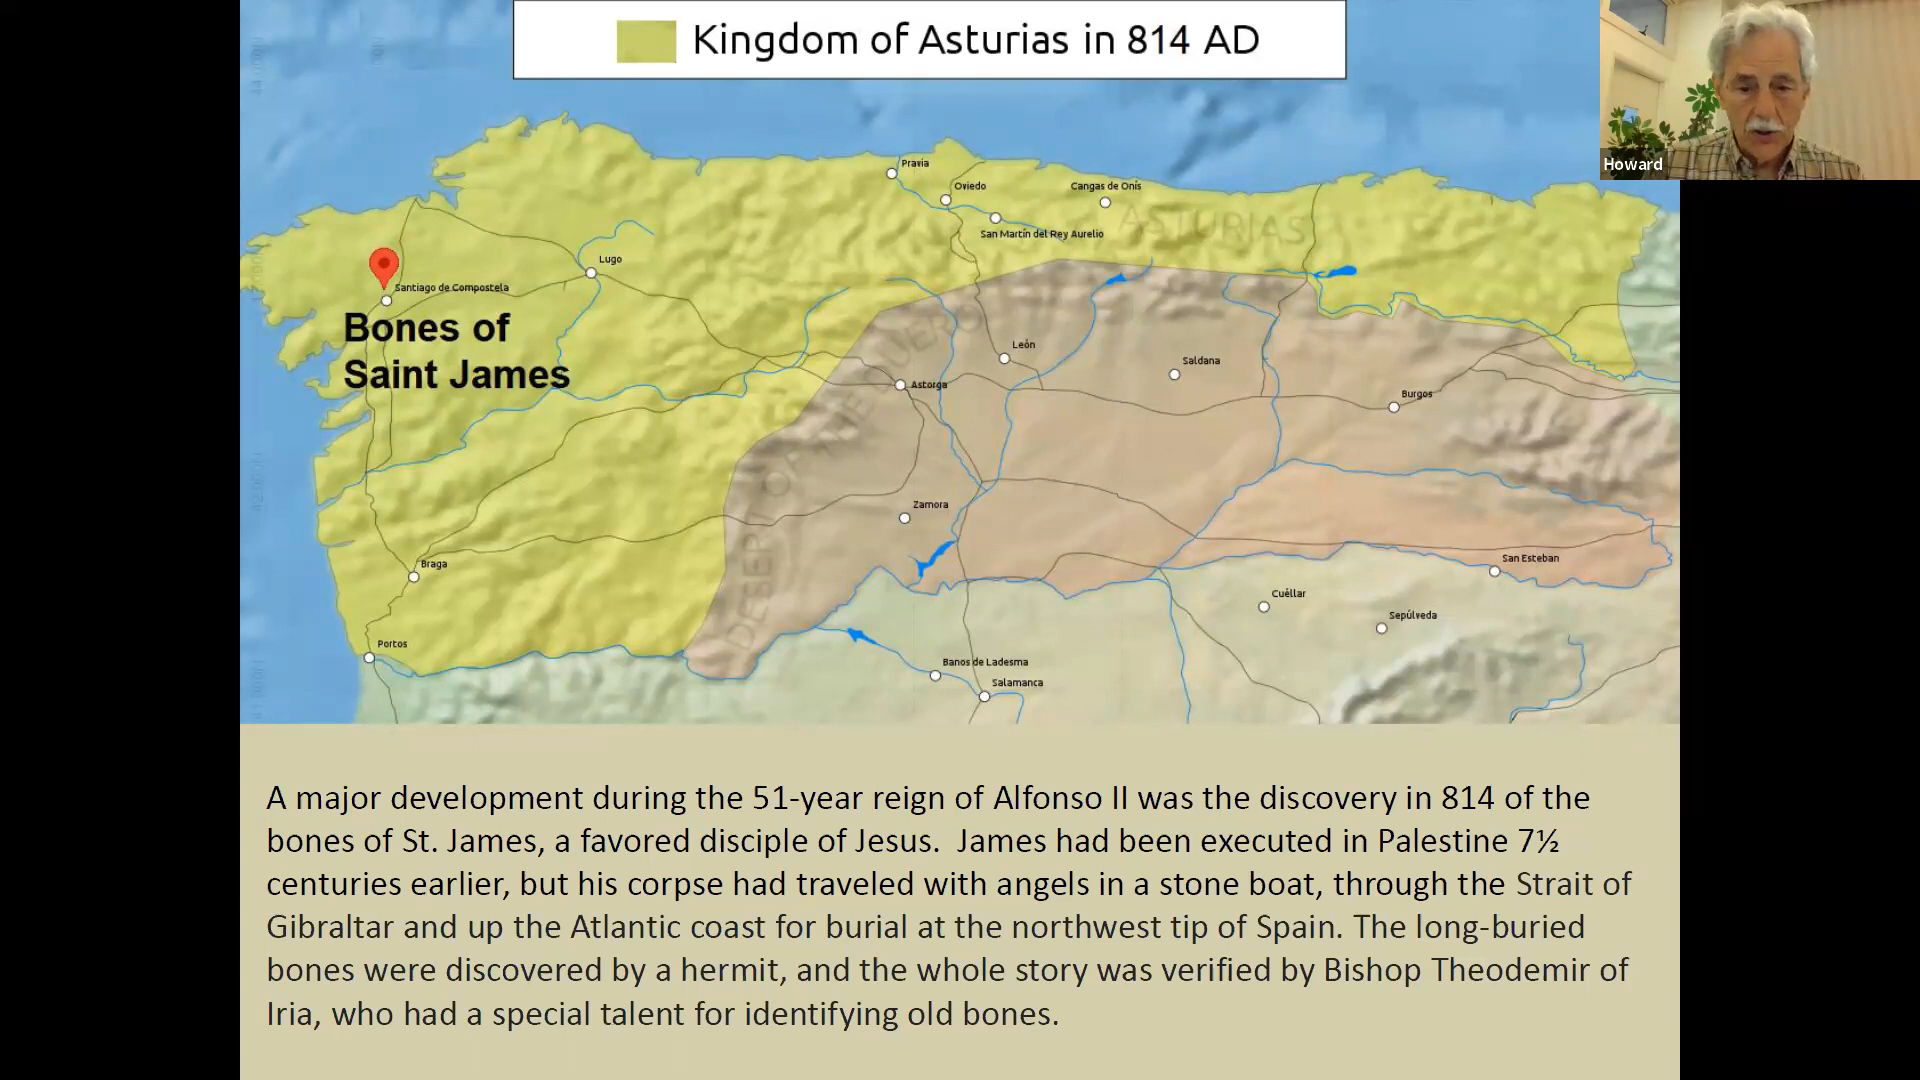 Kingdom of Asturias in 814 AD
Howard
Pravia
Oviedo
Cangas de Onís
San Martín del Rey Aurelio
ASTURIAS
Lugo
Santiago de Compostela
Bones of
Saint James
León
Saldana
Astorga
Burgos
DESERT OF THE DUERO
Zamora
San Esteban
Braga
Cuéllar
Sepúlveda
Portos
Banos de Ladesma
Salamanca
A major development during the 51-year reign of Alfonso II was the discovery in 814 of the
bones of St. James, a favored disciple of Jesus.  James had been executed in Palestine 7½
centuries earlier, but his corpse had traveled with angels in a stone boat, through the Strait of
Gibraltar and up the Atlantic coast for burial at the northwest tip of Spain. The long-buried
bones were discovered by a hermit, and the whole story was verified by Bishop Theodemir of
Iria, who had a special talent for identifying old bones.